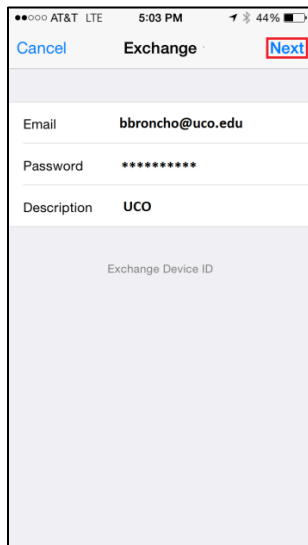 ●●○○○ AT&T LTE 5:03 PM 44%
Cancel Exchange Next
Email bbroncho@uco.edu
Password **********
Description UCO
Exchange Device ID